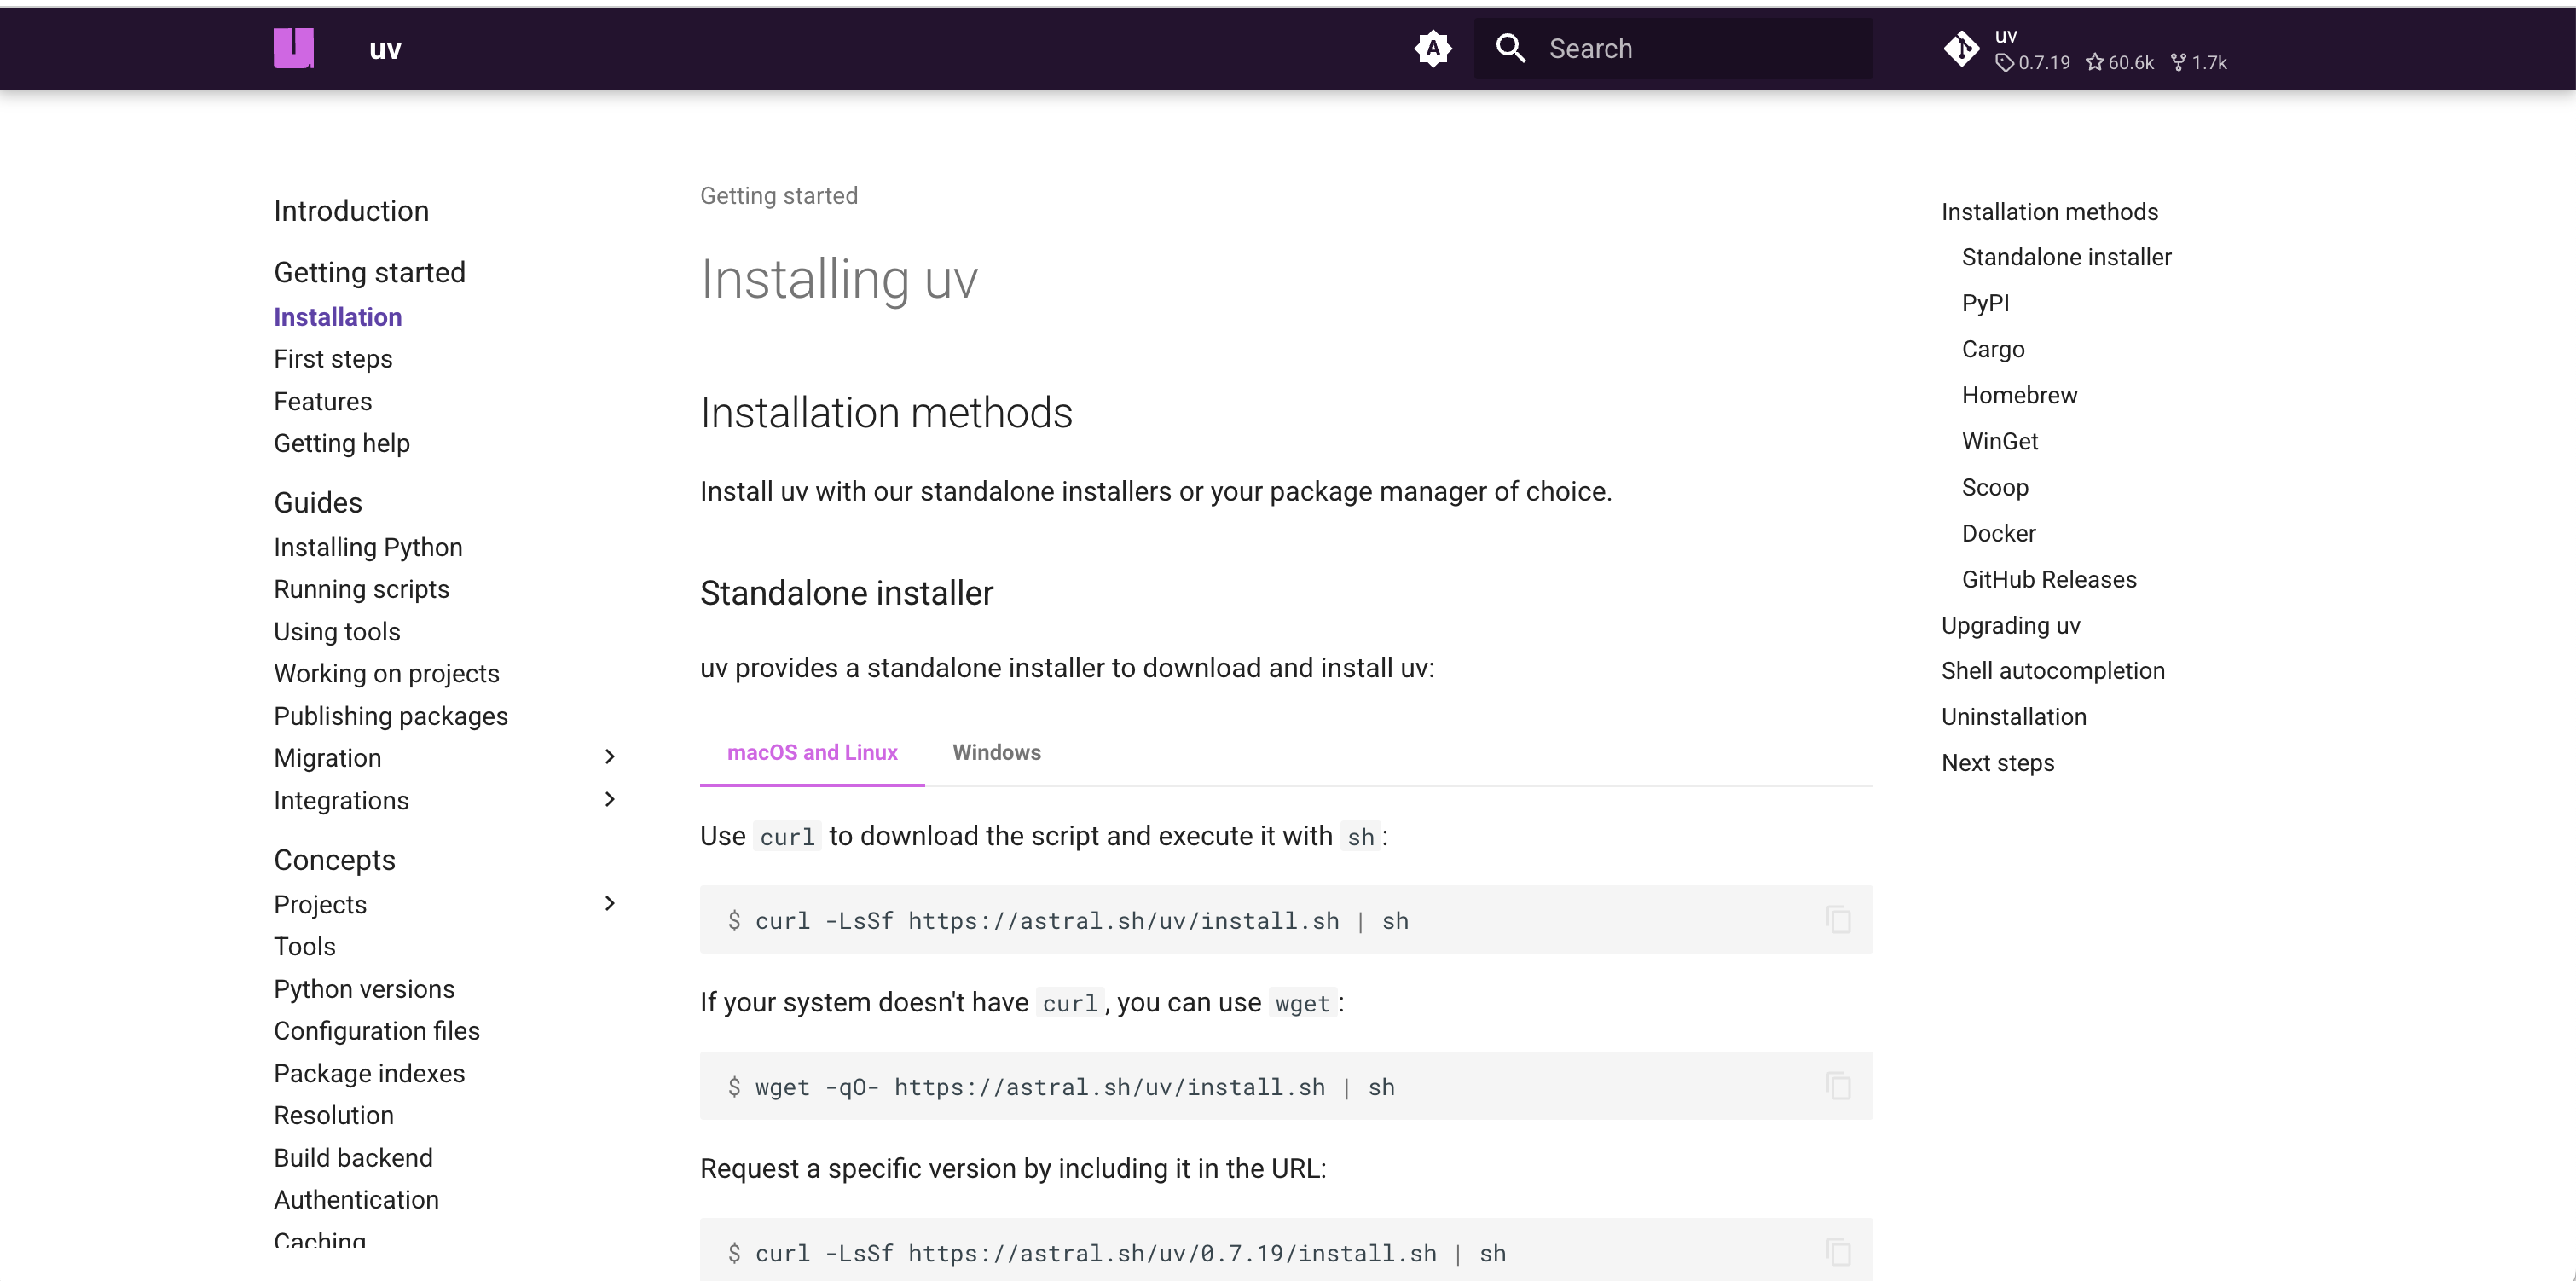 uv
Search
uv
0.7.19 60.6k 1.7k
Introduction
Getting started
Installation
First steps
Features
Getting help
Guides
Installing Python
Running scripts
Using tools
Working on projects
Publishing packages
Migration
Integrations
Concepts
Projects
Tools
Python versions
Configuration files
Package indexes
Resolution
Build backend
Authentication
Caching
Getting started
Installing uv
Installation methods
Install uv with our standalone installers or your package manager of choice.
Standalone installer
uv provides a standalone installer to download and install uv:
macOS and Linux Windows
Use curl to download the script and execute it with sh:
$ curl -LsSf https://astral.sh/uv/install.sh | sh
If your system doesn't have curl, you can use wget:
$ wget -qO- https://astral.sh/uv/install.sh | sh
Request a specific version by including it in the URL:
$ curl -LsSf https://astral.sh/uv/0.7.19/install.sh | sh
Installation methods
Standalone installer
PyPI
Cargo
Homebrew
WinGet
Scoop
Docker
GitHub Releases
Upgrading uv
Shell autocompletion
Uninstallation
Next steps